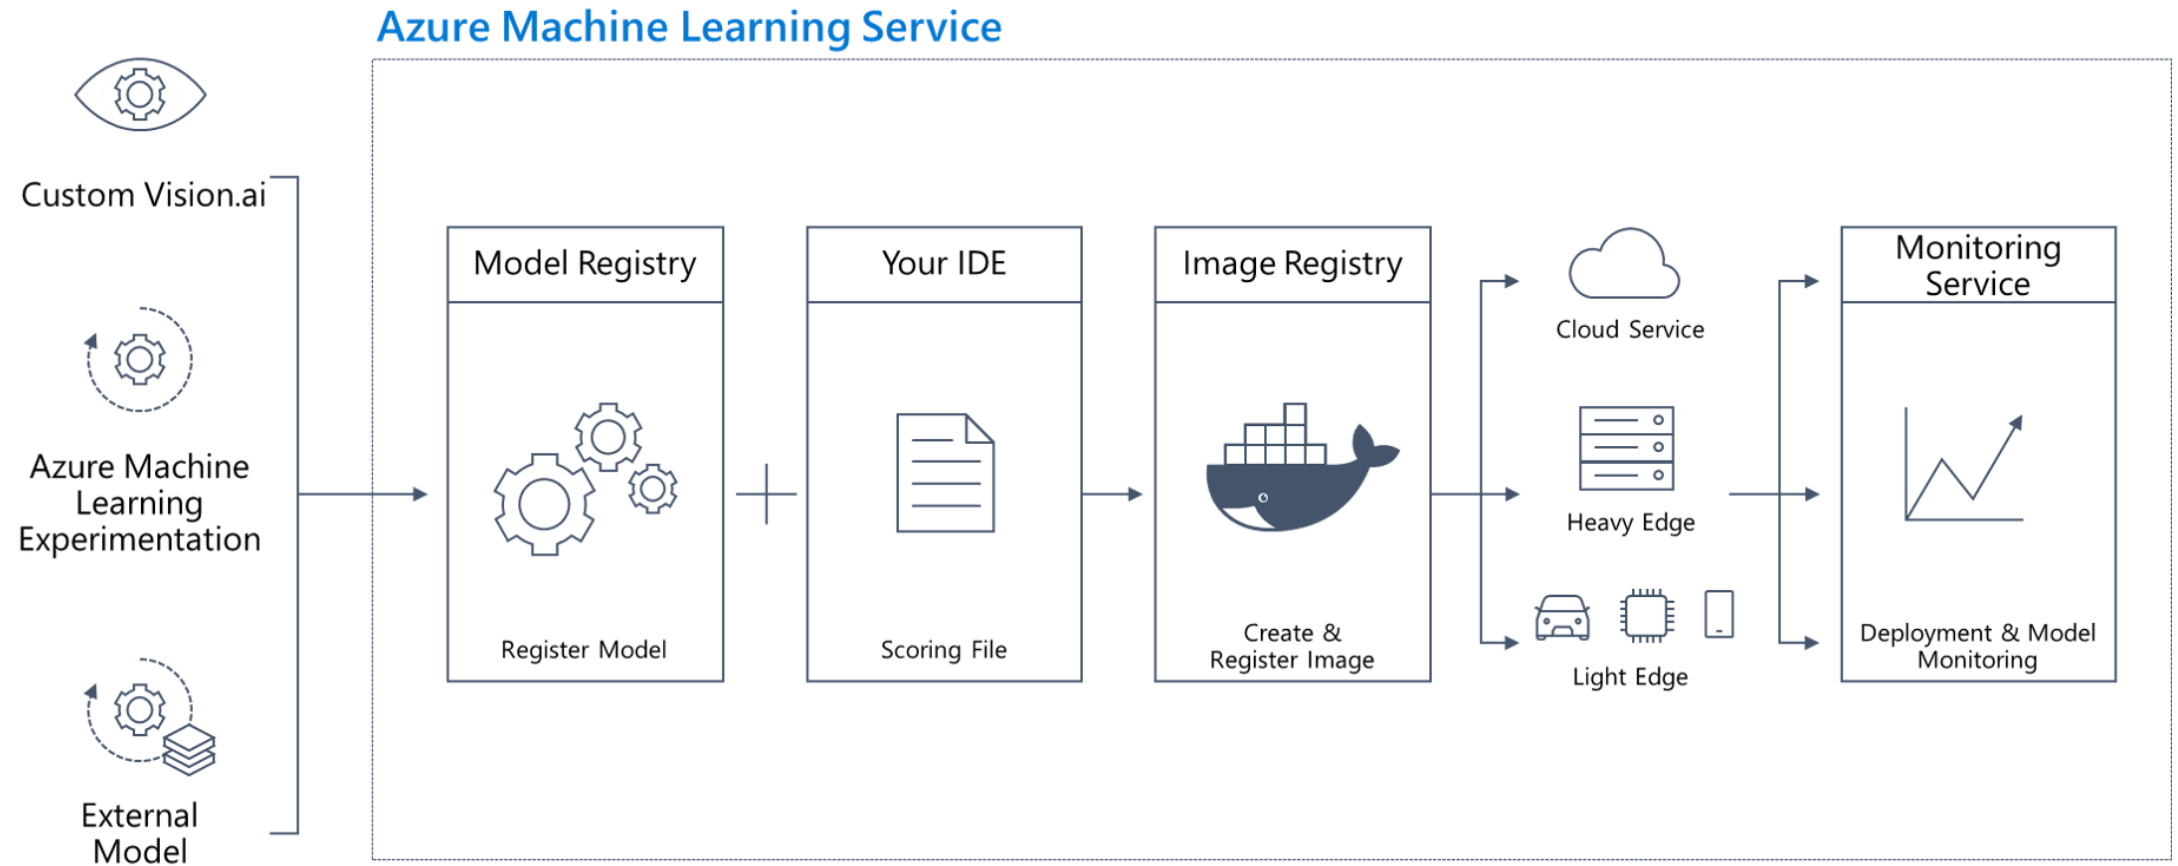 Azure Machine Learning Service
Custom Vision.ai
Azure Machine
Learning
Experimentation
External
Model
Model Registry
Register Model
Your IDE
Scoring File
Image Registry
Create &
Register Image
Cloud Service
Heavy Edge
Light Edge
Monitoring
Service
Deployment & Model
Monitoring